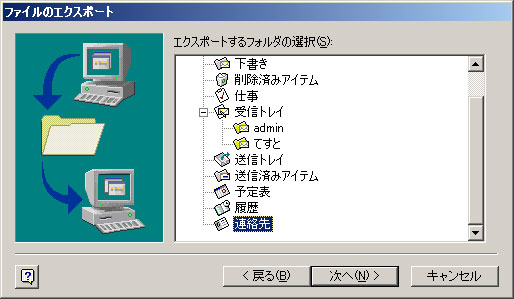 ファイルのエクスポート
エクスポートするフォルダの選択(S):
下書き
削除済みアイテム
仕事
受信トレイ
admin
てすと
送信トレイ
送信済みアイテム
予定表
履歴
連絡先
< 戻る(B)
次へ(N) >
キャンセル